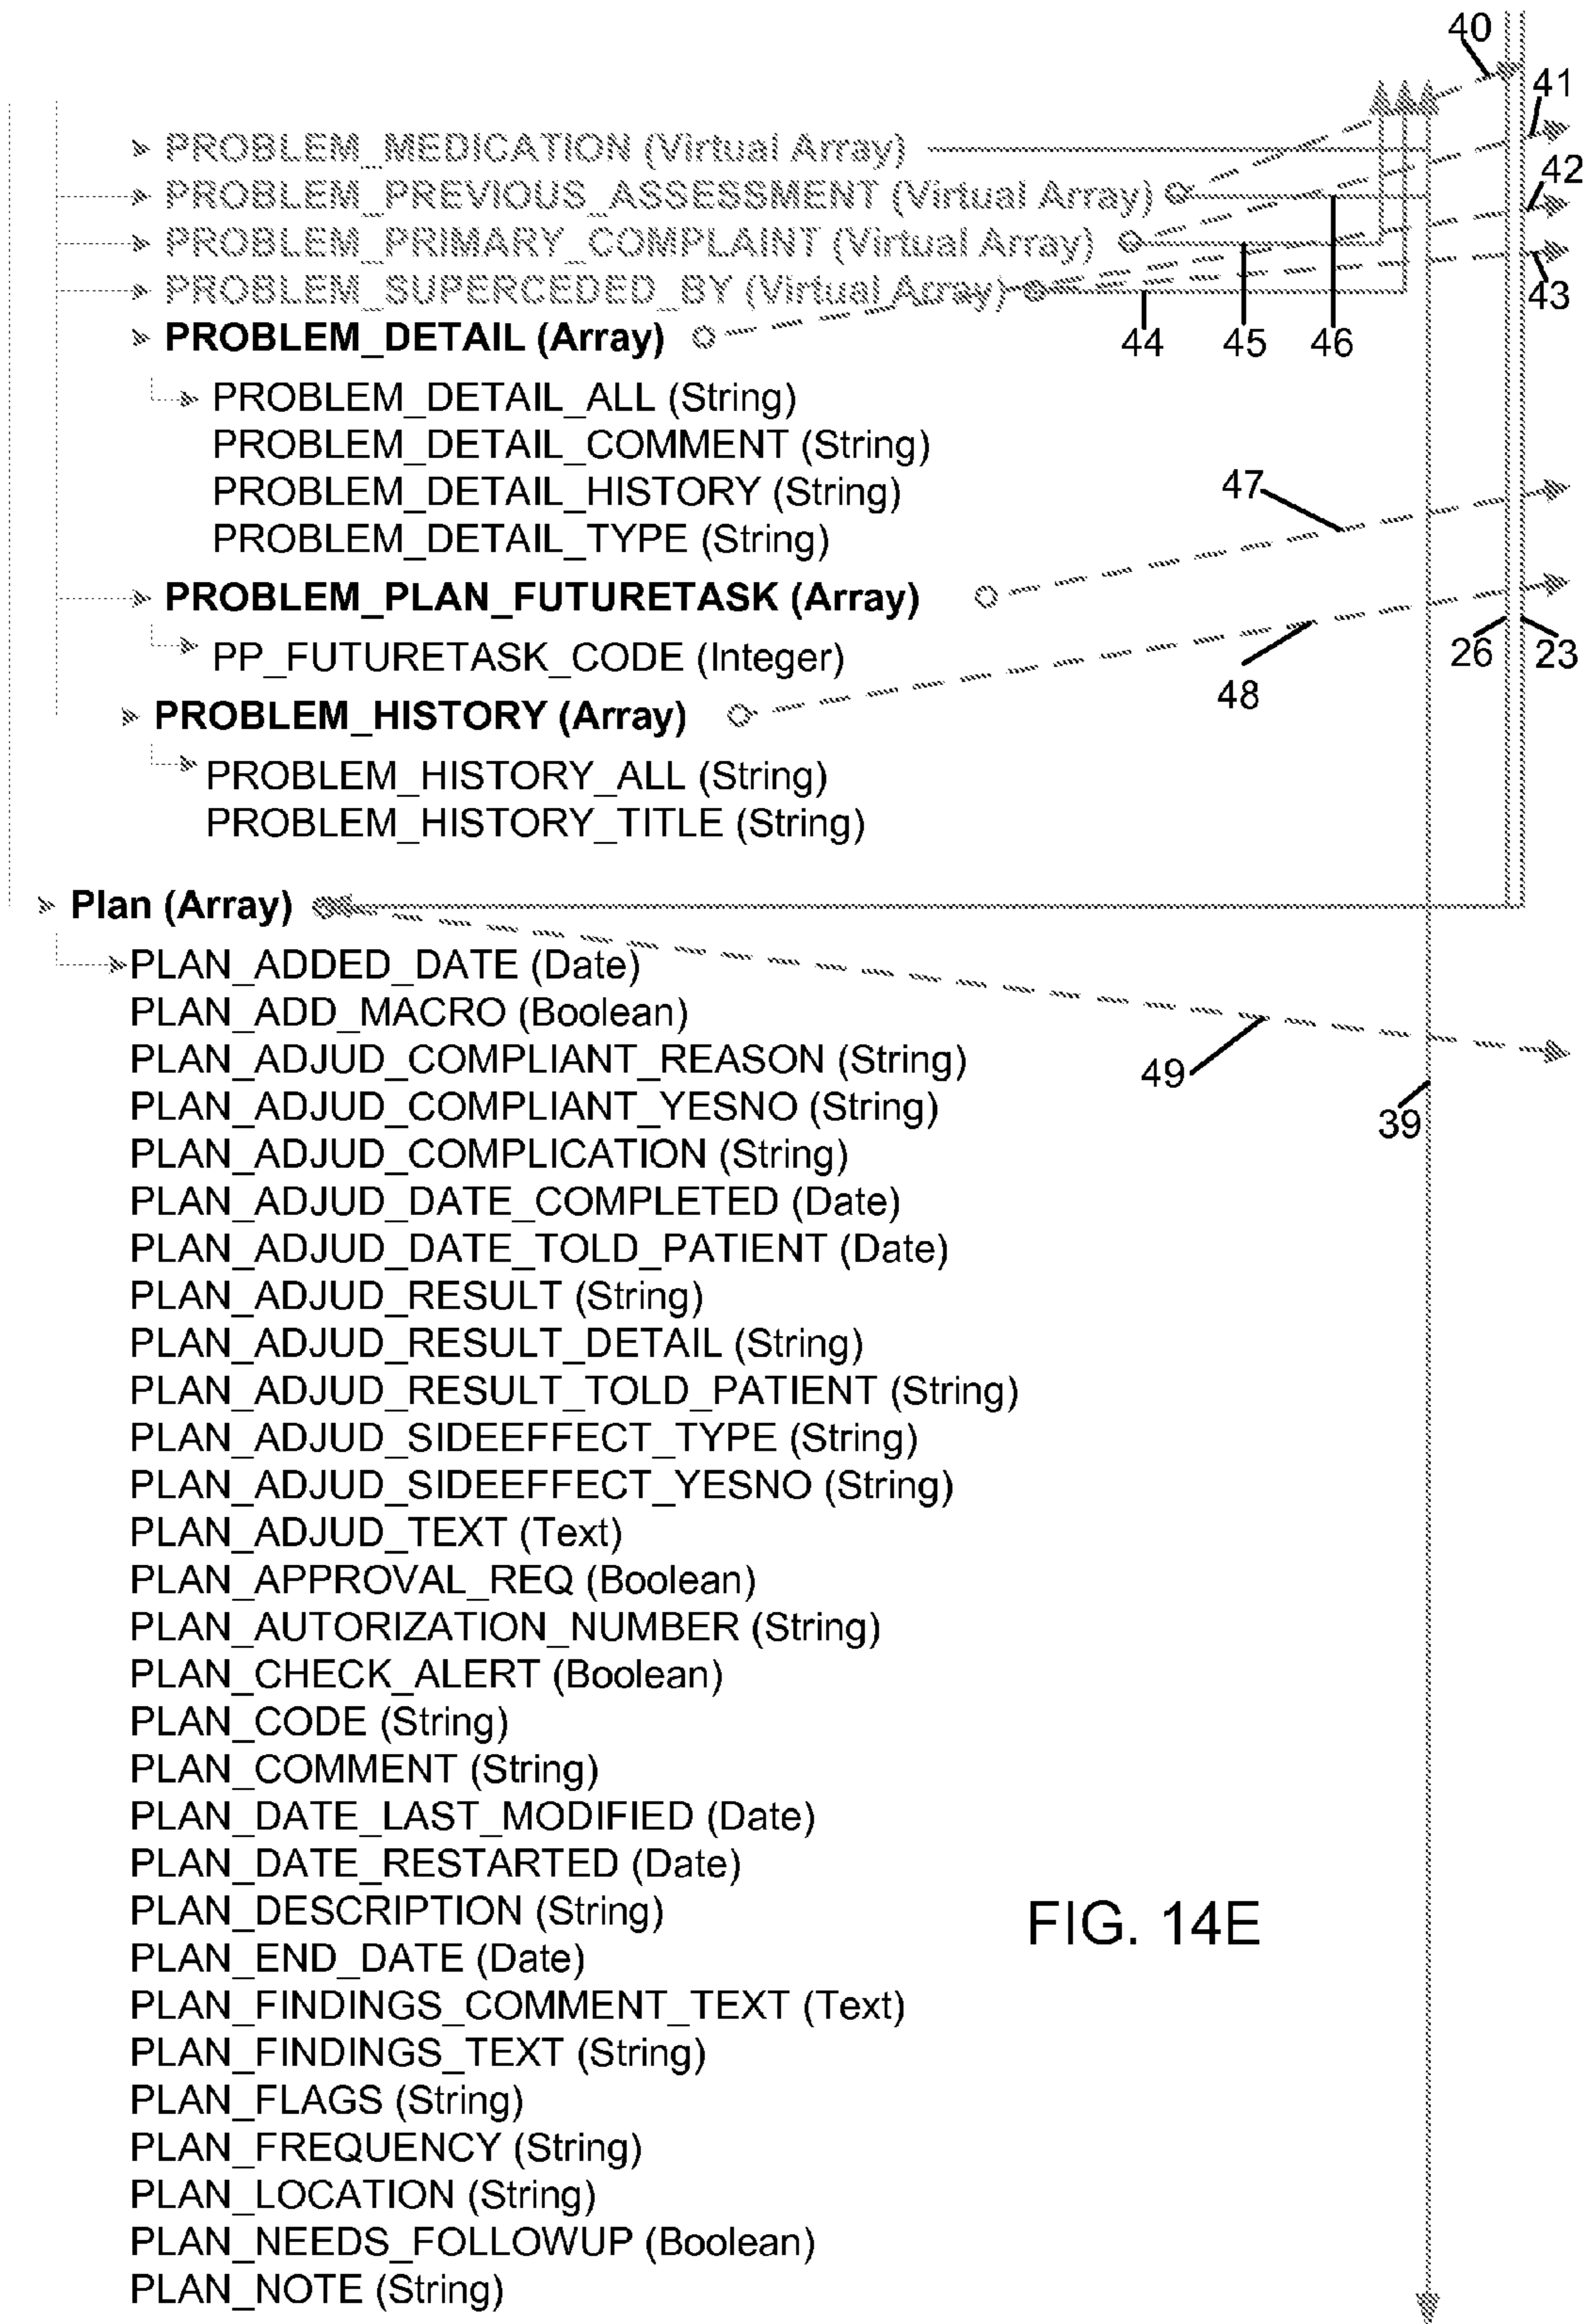 40
41
PROBLEM_MEDICATION (Virtual Array)
42
PROBLEM_PREVIOUS_ASSESSMENT (Virtual Array)
PROBLEM_PRIMARY_COMPLAINT (Virtual Array)
PROBLEM_SUPERCEDED_BY (Virtual Array)
43
PROBLEM_DETAIL (Array)
44 45 46
PROBLEM_DETAIL_ALL (String)
PROBLEM_DETAIL_COMMENT (String)
PROBLEM_DETAIL_HISTORY (String)
47
PROBLEM_DETAIL_TYPE (String)
PROBLEM_PLAN_FUTURETASK (Array)
PP_FUTURETASK_CODE (Integer)
26 23
48
PROBLEM_HISTORY (Array)
PROBLEM_HISTORY_ALL (String)
PROBLEM_HISTORY_TITLE (String)
Plan (Array)
PLAN_ADDED_DATE (Date)
PLAN_ADD_MACRO (Boolean)
PLAN_ADJUD_COMPLIANT_REASON (String)
49
PLAN_ADJUD_COMPLIANT_YESNO (String)
39
PLAN_ADJUD_COMPLICATION (String)
PLAN_ADJUD_DATE_COMPLETED (Date)
PLAN_ADJUD_DATE_TOLD_PATIENT (Date)
PLAN_ADJUD_RESULT (String)
PLAN_ADJUD_RESULT_DETAIL (String)
PLAN_ADJUD_RESULT_TOLD_PATIENT (String)
PLAN_ADJUD_SIDEEFFECT_TYPE (String)
PLAN_ADJUD_SIDEEFFECT_YESNO (String)
PLAN_ADJUD_TEXT (Text)
PLAN_APPROVAL_REQ (Boolean)
PLAN_AUTORIZATION_NUMBER (String)
PLAN_CHECK_ALERT (Boolean)
PLAN_CODE (String)
PLAN_COMMENT (String)
PLAN_DATE_LAST_MODIFIED (Date)
PLAN_DATE_RESTARTED (Date)
PLAN_DESCRIPTION (String)
FIG. 14E
PLAN_END_DATE (Date)
PLAN_FINDINGS_COMMENT_TEXT (Text)
PLAN_FINDINGS_TEXT (String)
PLAN_FLAGS (String)
PLAN_FREQUENCY (String)
PLAN_LOCATION (String)
PLAN_NEEDS_FOLLOWUP (Boolean)
PLAN_NOTE (String)